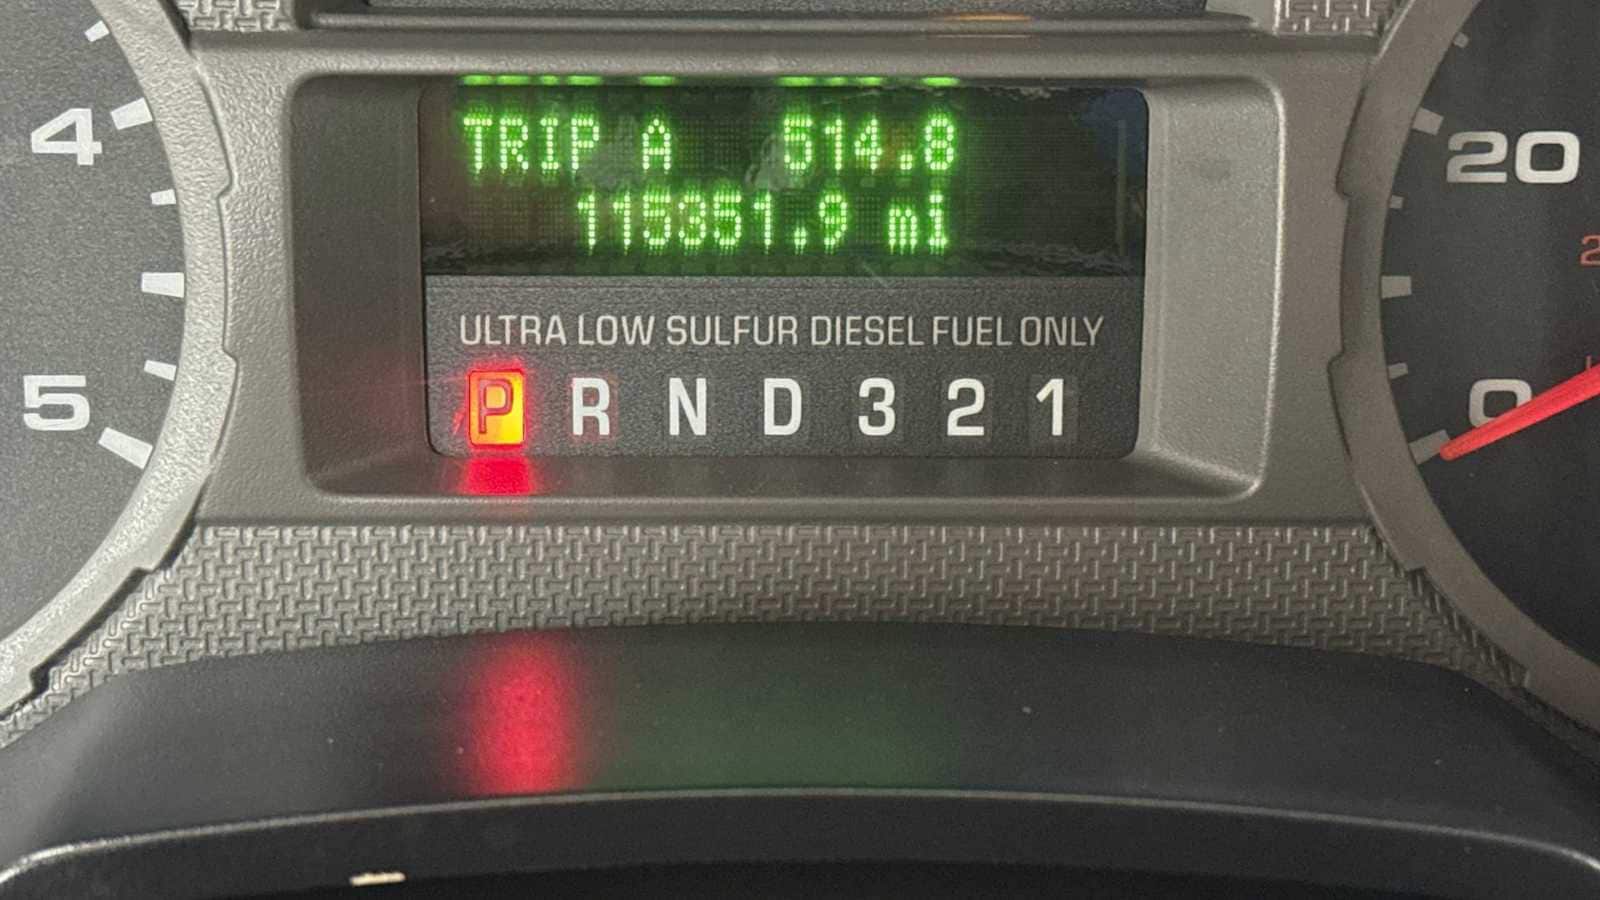 TRIP A 514.8
115351.9 mi
ULTRA LOW SULFUR DIESEL FUEL ONLY
P R N D 3 2 1
4
5
20
0